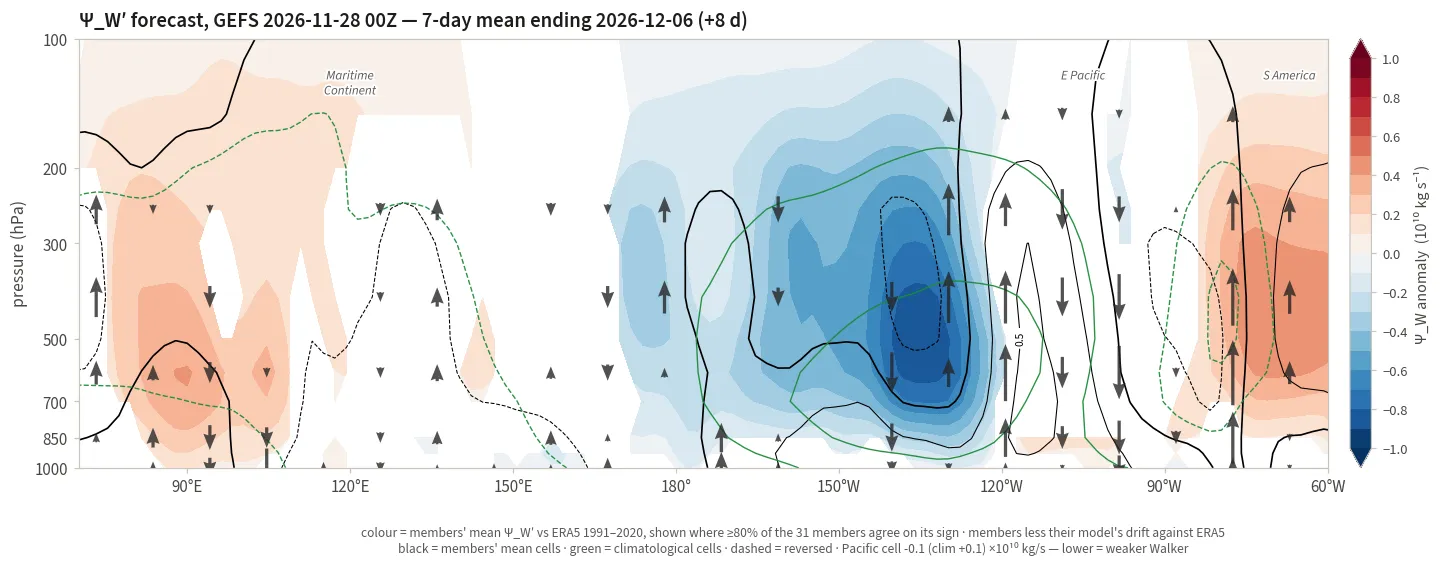 Ψ_W′ forecast, GEFS 2026-11-28 00Z — 7-day mean ending 2026-12-06 (+8 d)
100
200
300
400
500
700
850
1000
pressure (hPa)
Maritime
Continent
E Pacific
S America
0.5
90°E
120°E
150°E
180°
150°W
120°W
90°W
60°W
1.0
0.8
0.6
0.4
0.2
0.0
−0.2
−0.4
−0.6
−0.8
−1.0
Ψ_W anomaly (10¹⁰ kg s⁻¹)
colour = members' mean Ψ_W′ vs ERA5 1991–2020, shown where ≥80% of the 31 members agree on its sign · members less their model's drift against ERA5
black = members' mean cells · green = climatological cells · dashed = reversed · Pacific cell -0.1 (clim +0.1) ×10¹⁰ kg/s — lower = weaker Walker